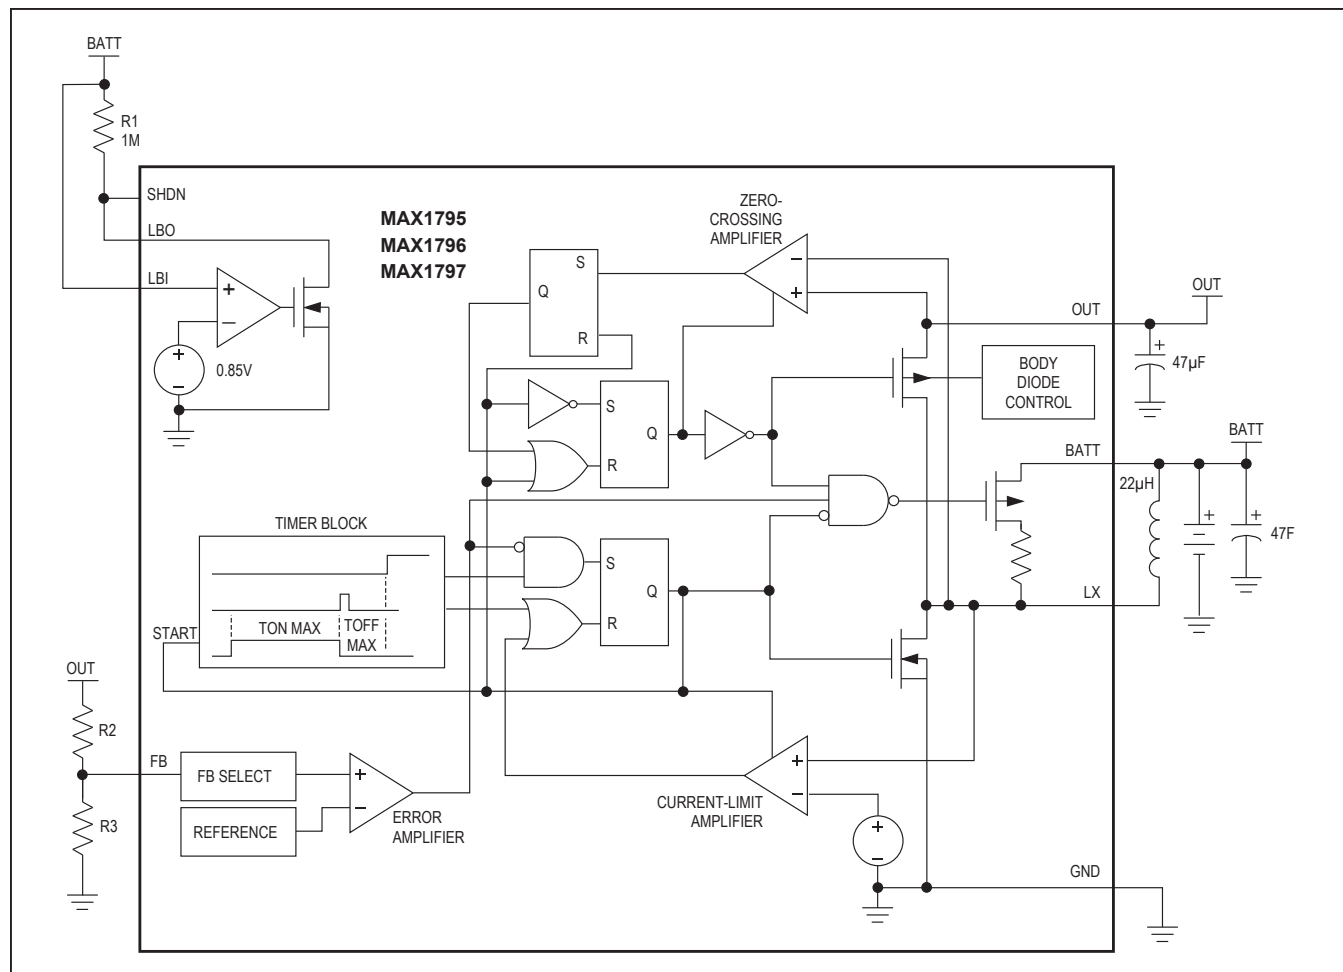 BATT
R1
1M
SHDN
LBO
LBI
+
−
+
−
0.85V
MAX1795
MAX1796
MAX1797
ZERO-
CROSSING
AMPLIFIER
−
+
S
Q
R
S
Q
R
OUT
OUT
+
47µF
BODY
DIODE
CONTROL
BATT
BATT
22µH
+
+
47F
LX
TIMER BLOCK
TON MAX
TOFF
MAX
START
S
Q
R
OUT
R2
FB
R3
FB SELECT
REFERENCE
+
−
ERROR
AMPLIFIER
CURRENT-LIMIT
AMPLIFIER
+
−
+
−
GND